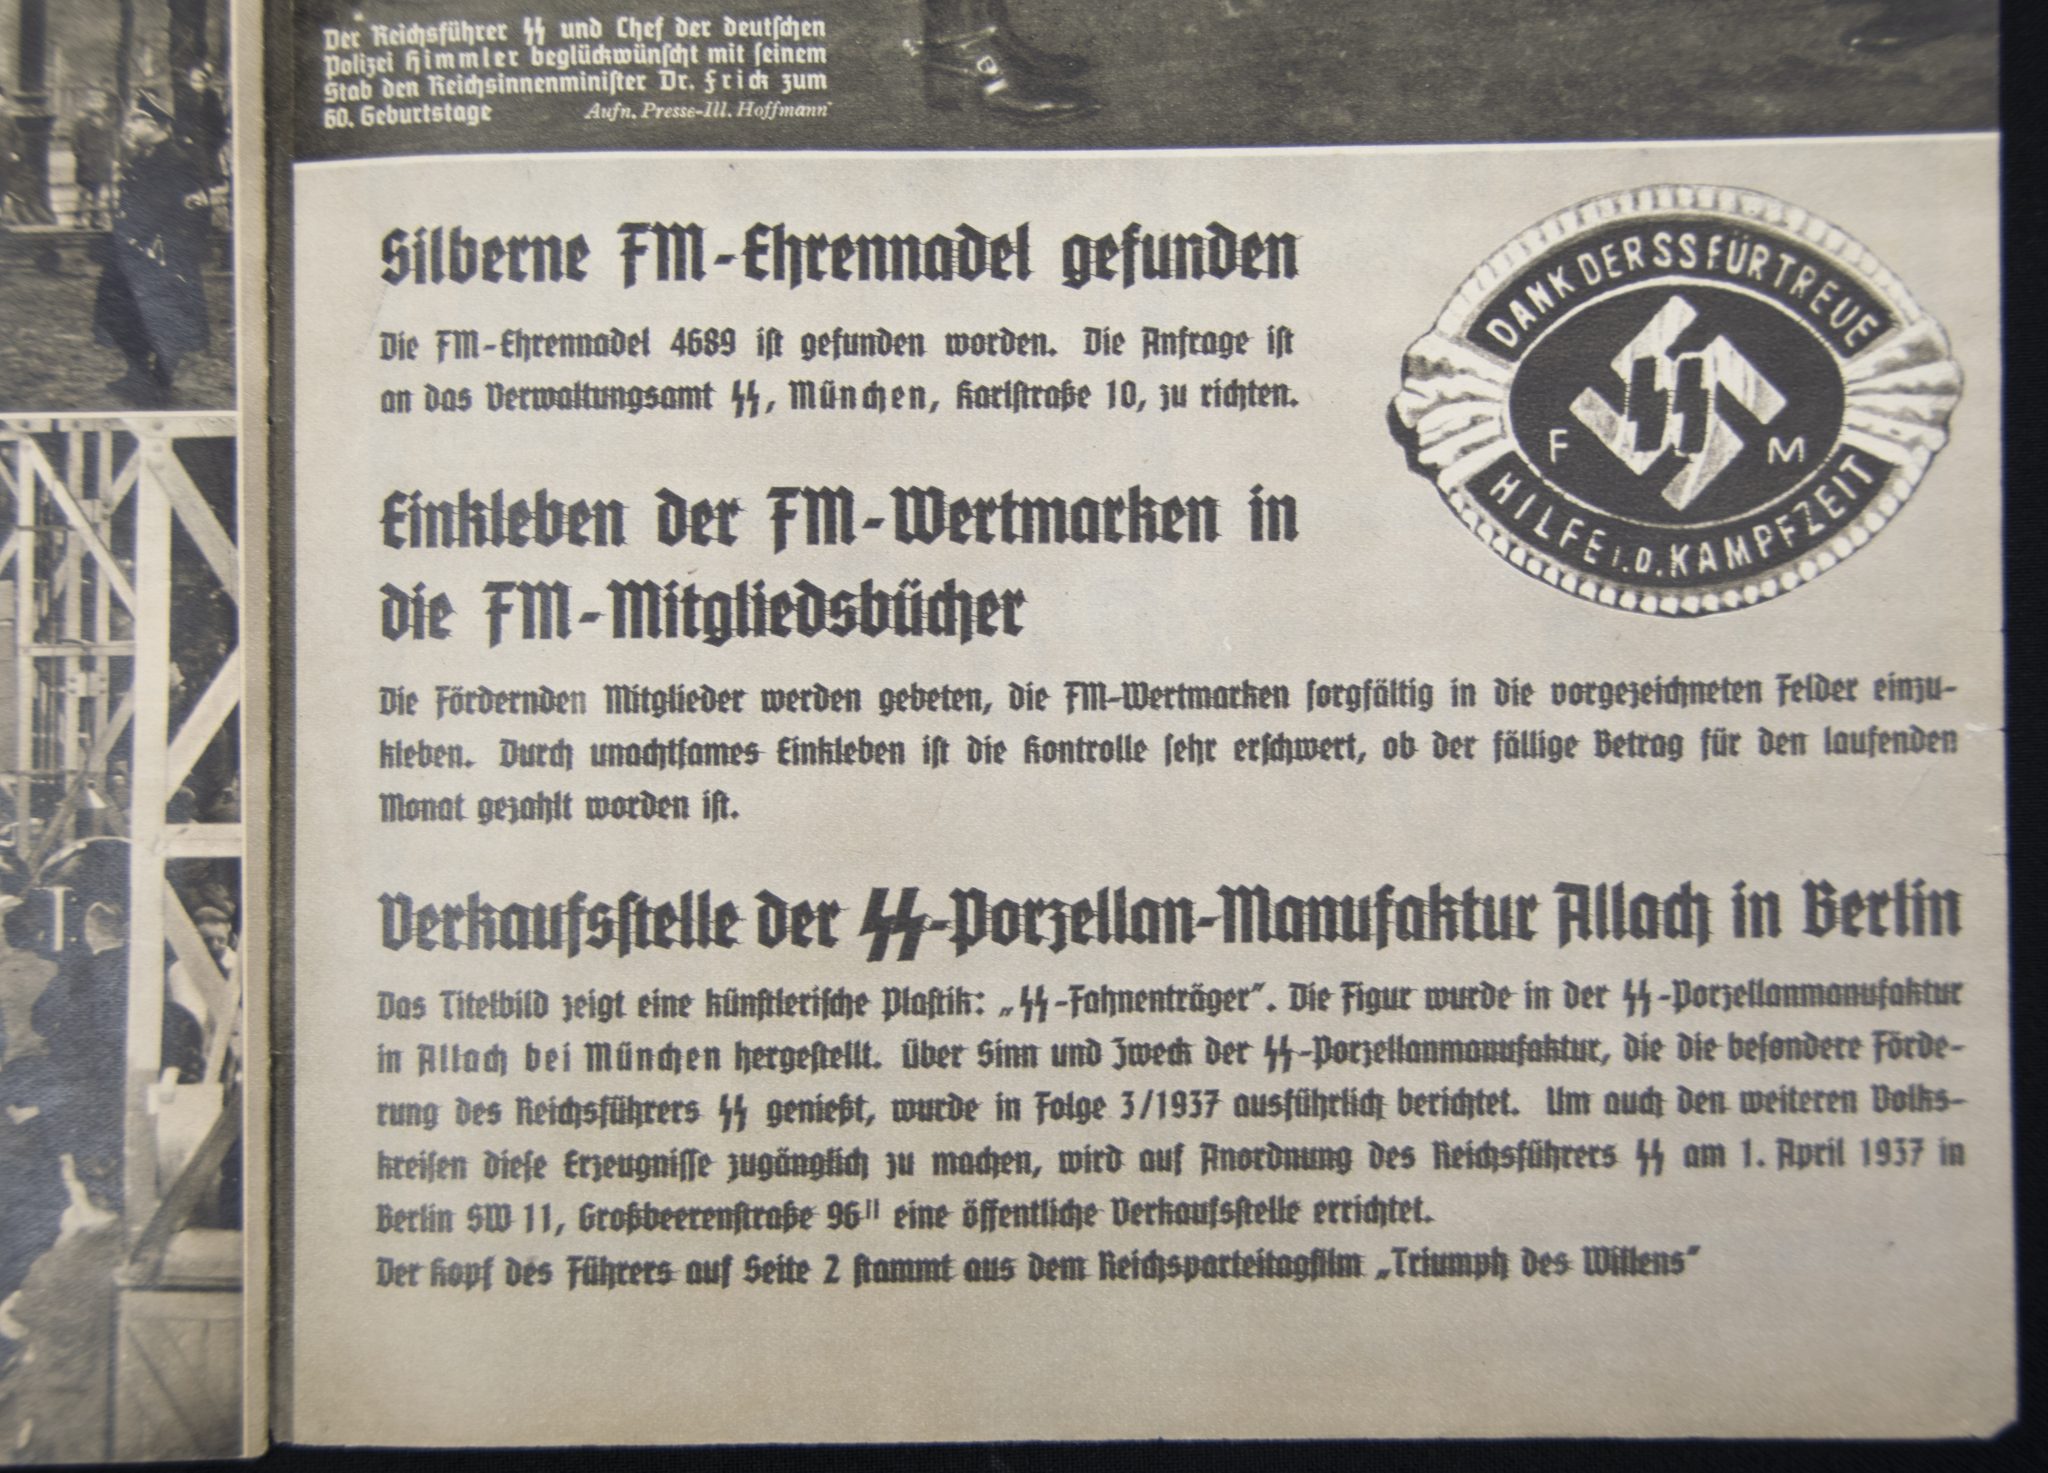 Der Reichsführer SS und Chef der deutschen
Polizei Himmler beglückwünscht mit seinem
Stab den Reichsinnenminister Dr. Frick zum
60. Geburtstage Aufn. Presse-Ill. Hoffmann
Silberne FM-Ehrennadel gefunden
Die FM-Ehrennadel 4689 ist gefunden worden. Die Anfrage ist
an das Verwaltungsamt SS, München, Karlstraße 10, zu richten.
DANK DER SS FÜR TREUE
SS
F M
HILFE i.D. KAMPFZEIT
Einkleben der FM-Wertmarken in
die FM-Mitgliedsbücher
Die Fördernden Mitglieder werden gebeten, die FM-Wertmarken sorgfältig in die vorgezeichneten Felder einzu-
kleben. Durch unachtsames Einkleben ist die Kontrolle sehr erschwert, ob der fällige Betrag für den laufenden
Monat gezahlt worden ist.
Verkaufsstelle der SS-Porzellan-Manufaktur Allach in Berlin
Das Titelbild zeigt eine künstlerische Plastik: „SS-Fahnenträger“. Die Figur wurde in der SS-Porzellanmanufaktur
in Allach bei München hergestellt. Über Sinn und Zweck der SS-Porzellanmanufaktur, die die besondere Förde-
rung des Reichsführers SS genießt, wurde in Folge 3/1937 ausführlich berichtet. Um auch den weiteren Volks-
kreisen diese Erzeugnisse zugänglich zu machen, wird auf Anordnung des Reichsführers SS am 1. April 1937 in
Berlin SW 11, Großbeerenstraße 96II eine öffentliche Verkaufsstelle errichtet.
Der Kopf des Führers auf Seite 2 stammt aus dem Reichsparteitagfilm „Triumph des Willens“